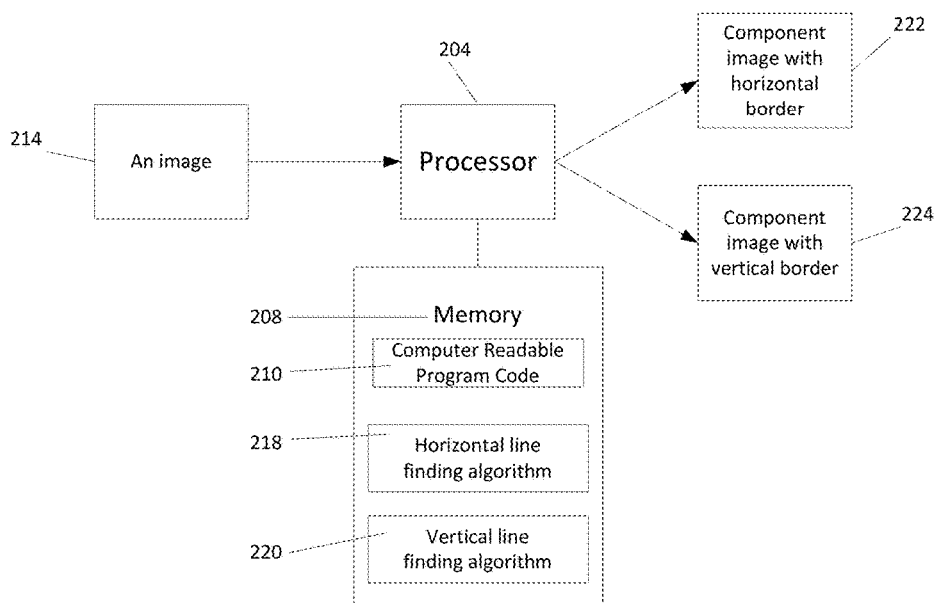 204
Component
image with
horizontal
border
222
214
An image
Processor
Component
image with
vertical border
224
208
Memory
210
Computer Readable
Program Code
218
Horizontal line
finding algorithm
220
Vertical line
finding algorithm